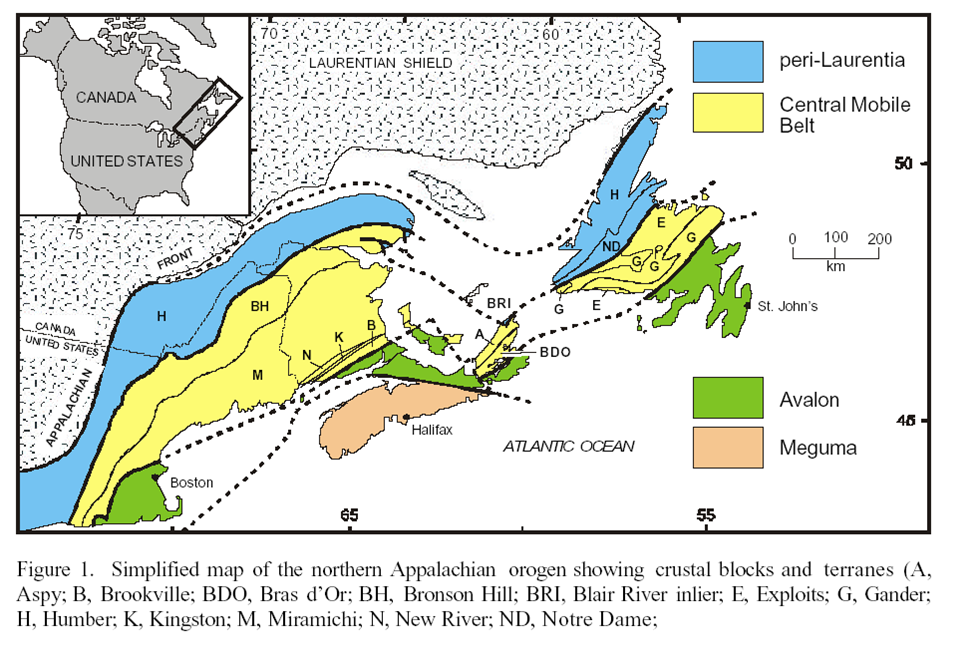 70
60
LAURENTIAN SHIELD
peri-Laurentia
CANADA
Central Mobile
Belt
UNITED STATES
50
H
75
E
G
ND
P
G
G
0 100 200
km
FRONT
BRI
G
E
St. John's
BH
H
CANADA
UNITED STATES
B
K
A
N
BDO
M
APPALACHIAN
Avalon
Halifax
45
ATLANTIC OCEAN
Meguma
Boston
65
55
Figure 1. Simplified map of the northern Appalachian orogen showing crustal blocks and terranes (A,
Aspy; B, Brookville; BDO, Bras d'Or; BH, Bronson Hill; BRI, Blair River inlier; E, Exploits; G, Gander;
H, Humber; K, Kingston; M, Miramichi; N, New River; ND, Notre Dame;